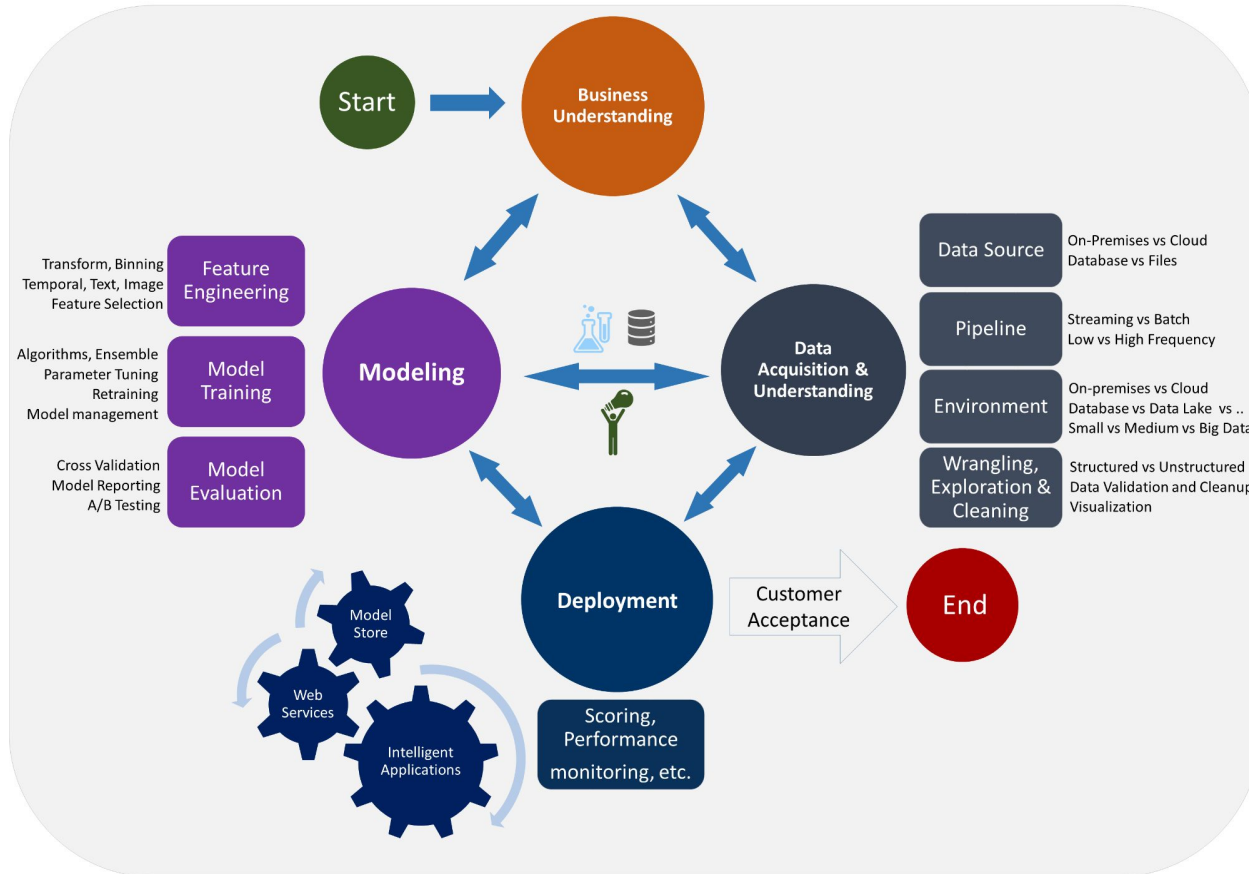 Start
Business
Understanding
Transform, Binning
Temporal, Text, Image
Feature Selection
Feature
Engineering
Algorithms, Ensemble
Parameter Tuning
Retraining
Model management
Model
Training
Cross Validation
Model Reporting
A/B Testing
Model
Evaluation
Modeling
Data
Acquisition &
Understanding
Data Source
On-Premises vs Cloud
Database vs Files
Pipeline
Streaming vs Batch
Low vs High Frequency
Environment
On-premises vs Cloud
Database vs Data Lake vs ..
Small vs Medium vs Big Data
Wrangling,
Exploration &
Cleaning
Structured vs Unstructured
Data Validation and Cleanup
Visualization
Deployment
Customer
Acceptance
End
Model
Store
Web
Services
Intelligent
Applications
Scoring,
Performance
monitoring, etc.